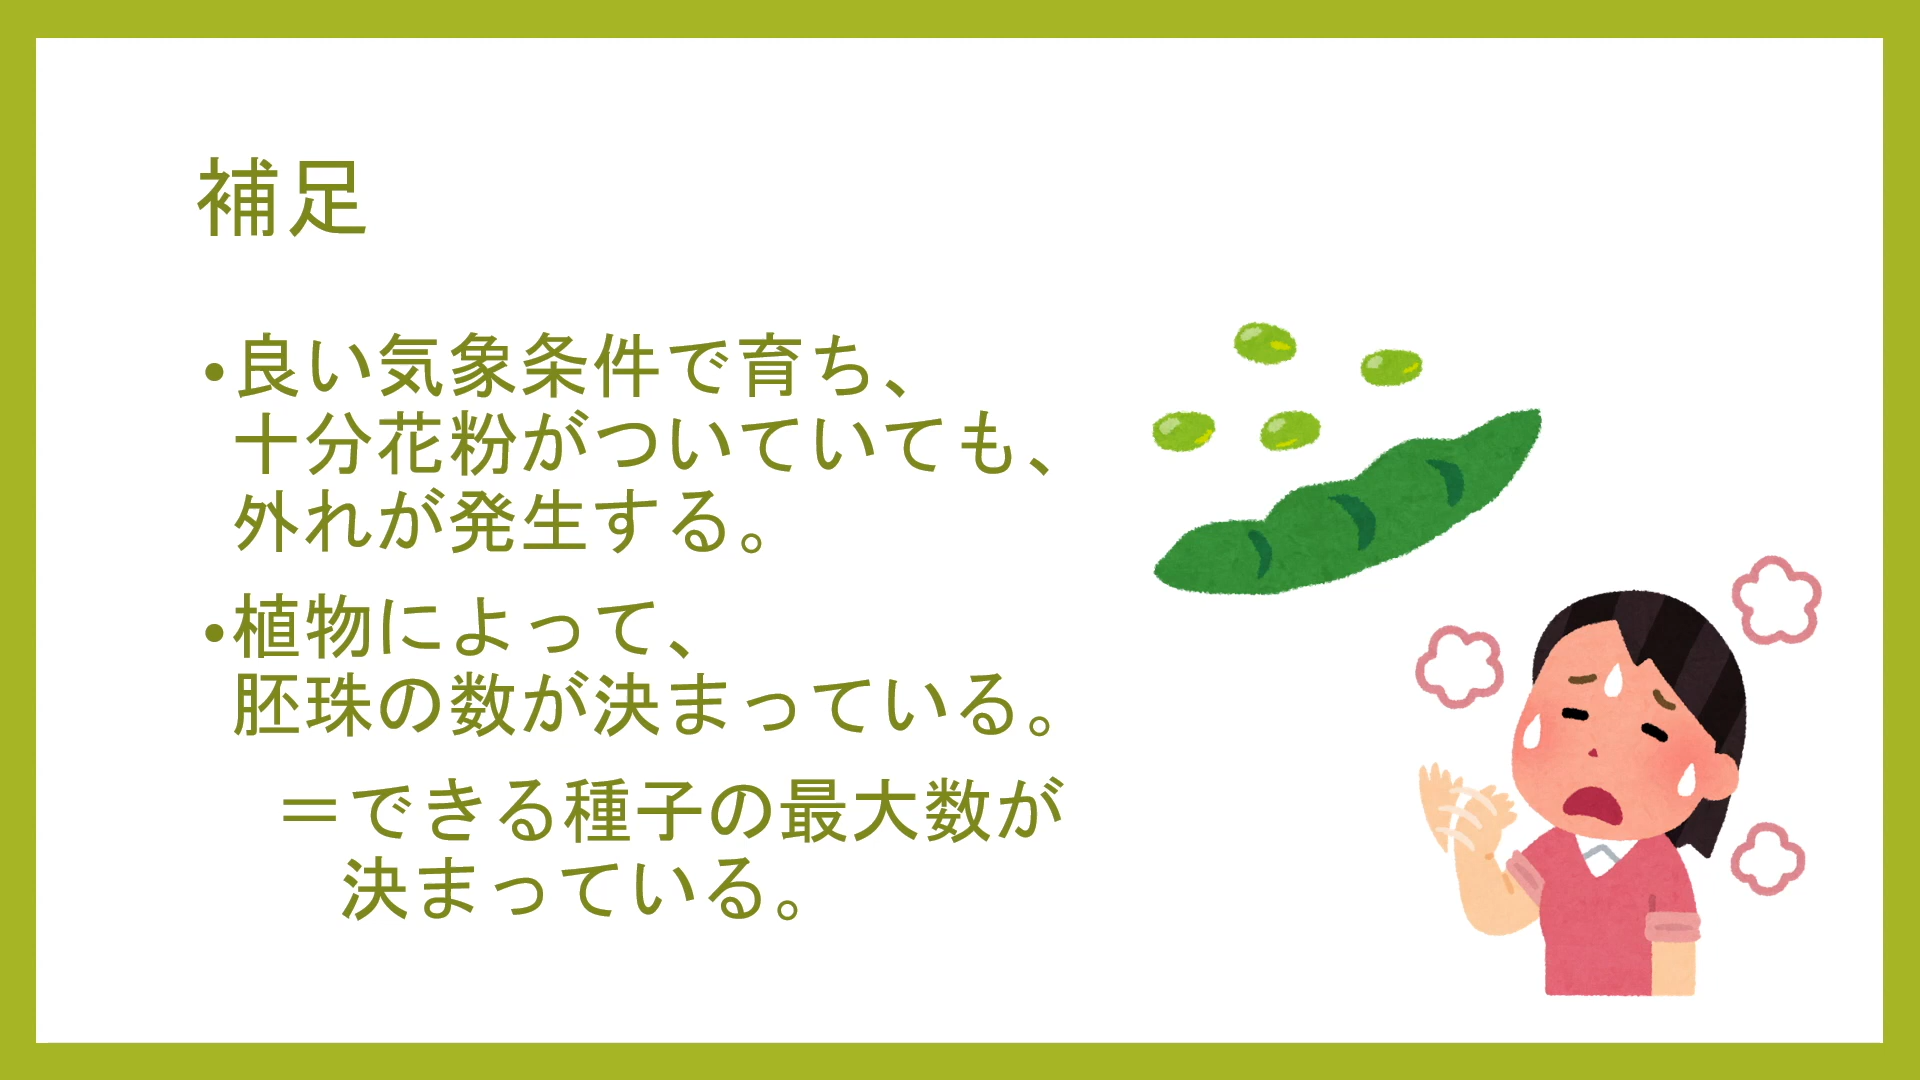 補足
•良い気象条件で育ち、
十分花粉がついていても、
外れが発生する。
•植物によって、
胚珠の数が決まっている。
＝できる種子の最大数が
決まっている。